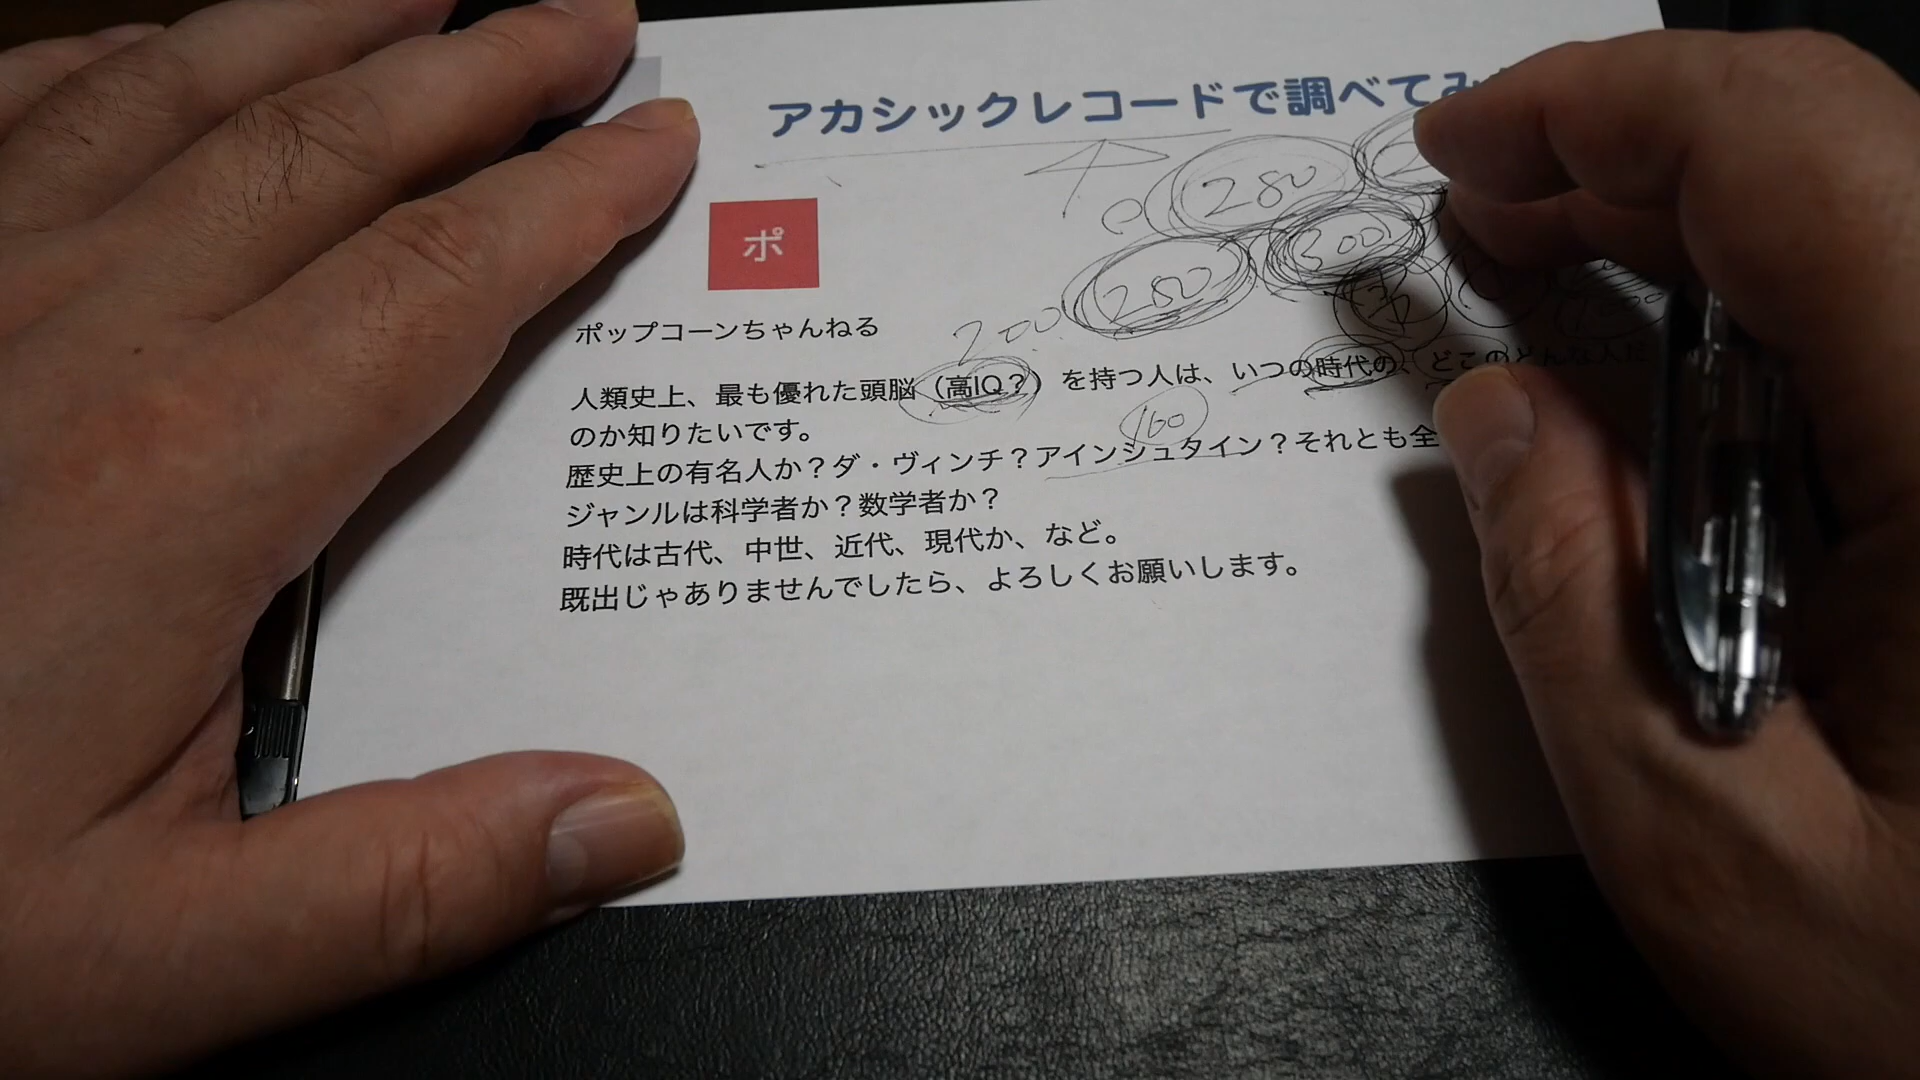 アカシックレコードで調べてみ
280
300
250
ポ
200
ポップコーンちゃんねる
人類史上、最も優れた頭脳（高IQ？）を持つ人は、いつの時代の、どこのどんな人に
のか知りたいです。
160
歴史上の有名人か？ダ・ヴィンチ？アインシュタイン？それとも全
ジャンルは科学者か？数学者か？
時代は古代、中世、近代、現代か、など。
既出じゃありませんでしたら、よろしくお願いします。